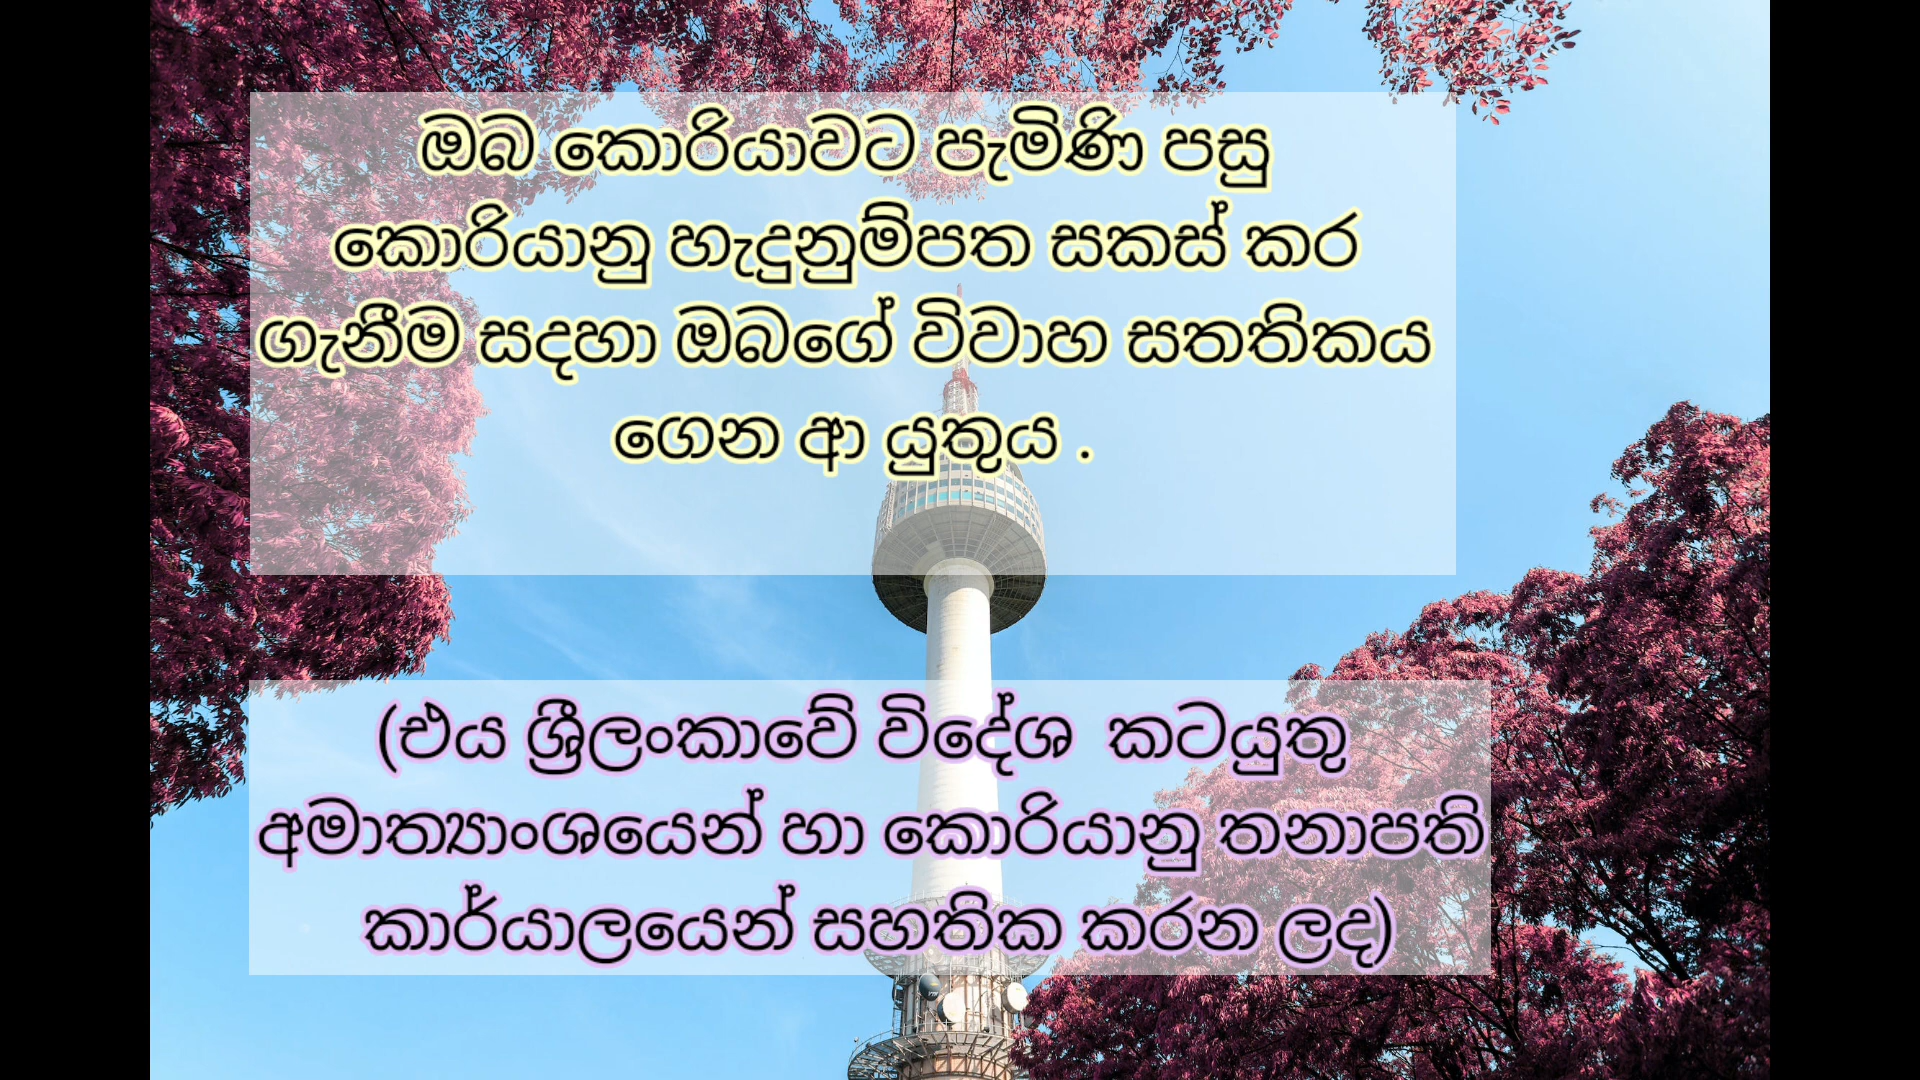 ඔබ කොරියාවට පැමිණි පසු
කොරියානු හැඳුනුම්පත සකස් කර
ගැනීම සදහා ඔබගේ විවාහ සතතිකය
ගෙන ආ යුතුය .
(එය ශ්‍රීලංකාවේ විදේශ කටයුතු
අමාත්‍යාංශයෙන් හා කොරියානු තනාපති
කාර්යාලයෙන් සහතික කරන ලද)